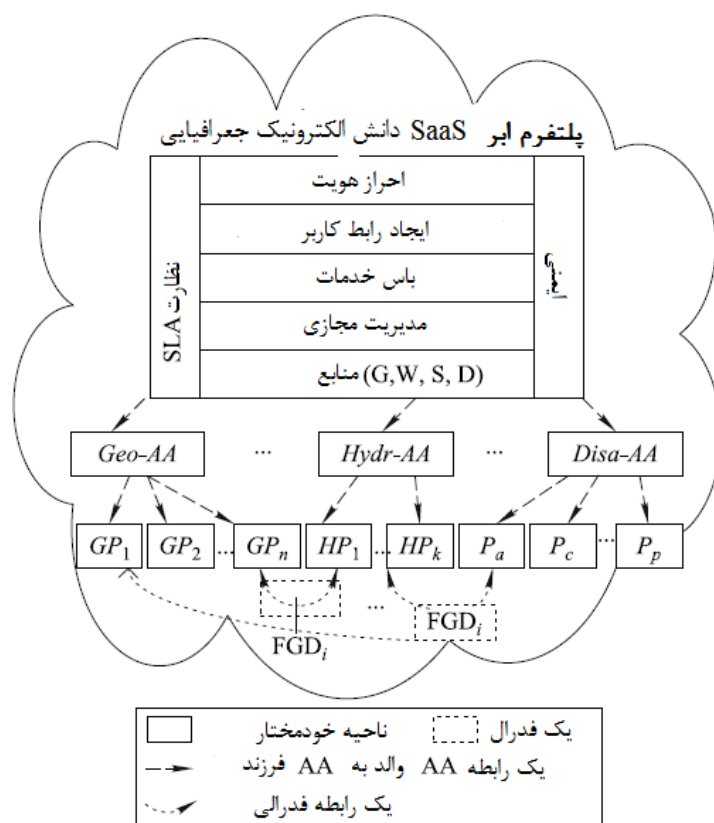 پلتفرم ابر SaaS دانش الکترونیک جعرافیایی
احراز هویت
ایجاد رابط کاربر
باس خدمات
مدیریت مجازی
منابع (G,W, S, D)
نظارت SLA
ایمنی
Geo-AA ... Hydr-AA ... Disa-AA
GP1 GP2 ... GPn HP1 ... HPk Pa Pc ... Pp
... FGDi
FGDi
ناحیه خودمختار یک فدرال
یک رابطه AA والد به AA فرزند
یک رابطه فدرالی